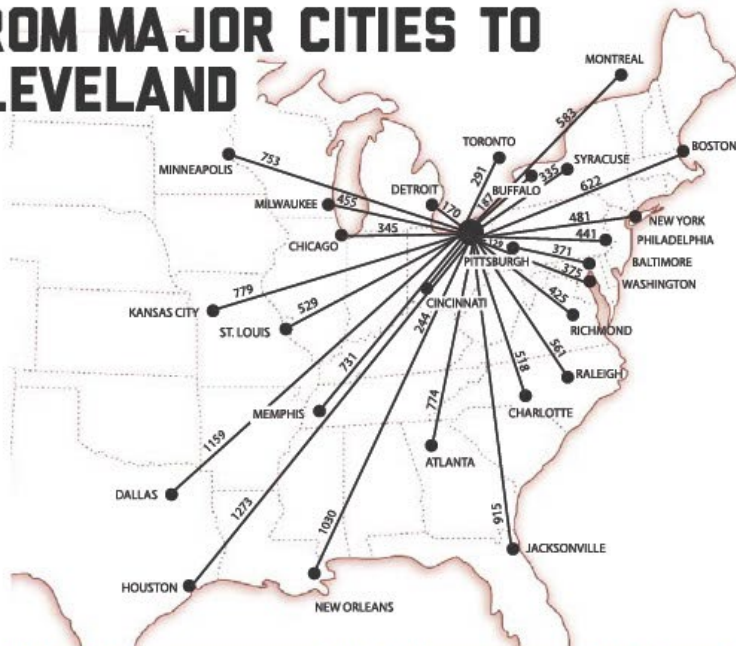 ROM MAJOR CITIES TO
LEVELAND
MONTREAL
583
TORONTO
291
SYRACUSE
335
BUFFALO
187
BOSTON
622
MINNEAPOLIS
753
DETROIT
170
MILWAUKEE
455
CHICAGO
345
481
NEW YORK
441
PHILADELPHIA
129
PITTSBURGH
371
BALTIMORE
375
WASHINGTON
779
KANSAS CITY
529
ST. LOUIS
CINCINNATI
244
425
RICHMOND
561
RALEIGH
518
CHARLOTTE
731
MEMPHIS
774
ATLANTA
1159
DALLAS
1273
HOUSTON
1030
NEW ORLEANS
915
JACKSONVILLE